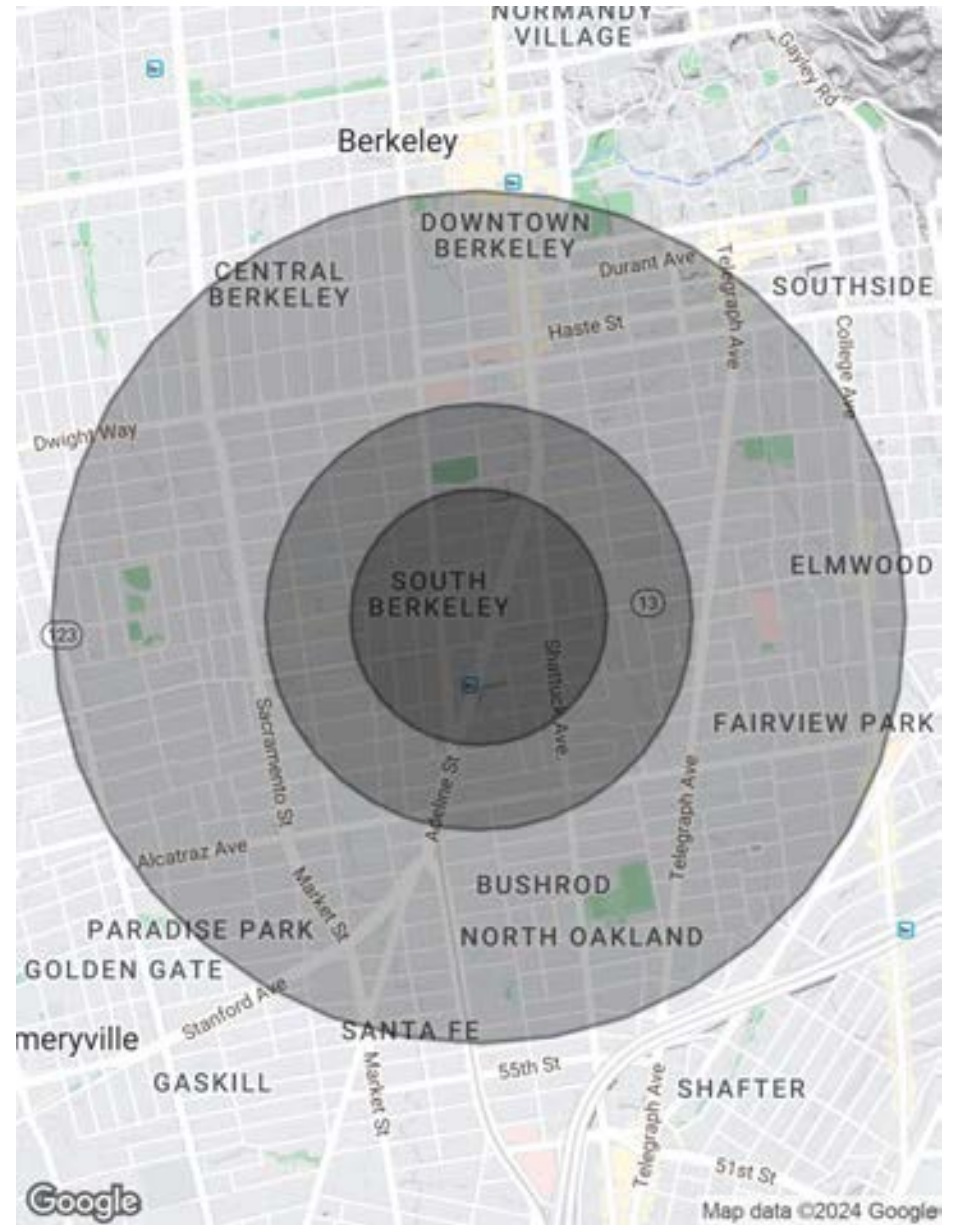 NORMANDY
VILLAGE
Gayley Rd
Berkeley
DOWNTOWN
BERKELEY
CENTRAL
BERKELEY
Durant Ave
Telegraph Ave
SOUTHSIDE
Haste St
College Ave
Dwight Way
ELMWOOD
SOUTH
BERKELEY
13
123
Shattuck Ave
FAIRVIEW PARK
Sacramento St
Adeline St
Telegraph Ave
Alcatraz Ave
Market St
BUSHROD
PARADISE PARK
NORTH OAKLAND
GOLDEN GATE
Stanford Ave
SANTA FE
meryville
55th St
GASKILL
Market St
SHAFTER
Telegraph Ave
51st St
Google
Map data ©2024 Google